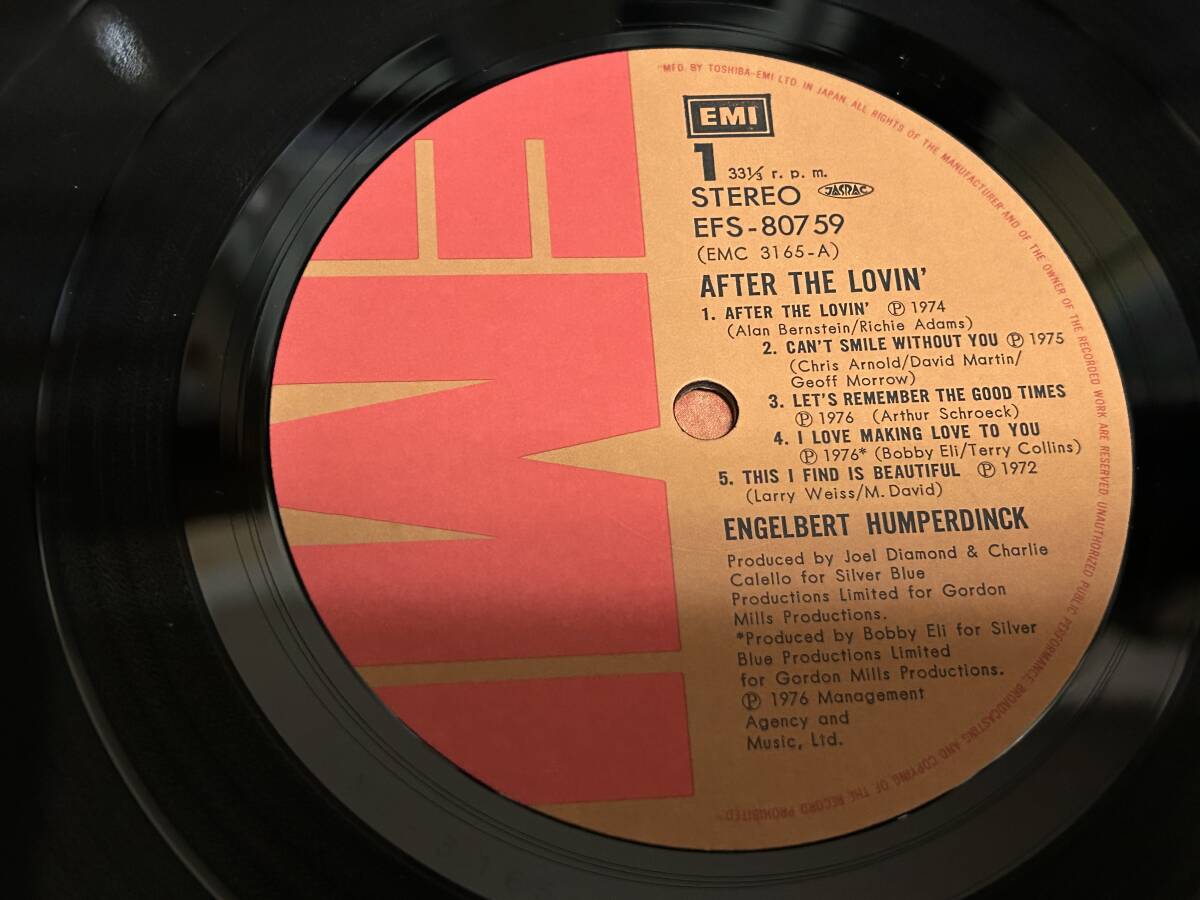 "MFD. BY TOSHIBA-EMI LTD. IN JAPAN. ALL RIGHTS OF THE MANUFACTURER AND OF THE OWNER OF THE RECORDED WORK ARE RESERVED. UNAUTHORIZED PUBLIC PERFORMANCE, BROADCASTING AND COPYING OF THE RECORD PROHIBITED."
EMI
EMI
1 33⅓ r. p. m.
STEREO JASRAC
EFS-80759
(EMC 3165-A)
AFTER THE LOVIN'
1. AFTER THE LOVIN' Ⓟ 1974
(Alan Bernstein/Richie Adams)
2. CAN'T SMILE WITHOUT YOU Ⓟ 1975
(Chris Arnold/David Martin/
Geoff Morrow)
3. LET'S REMEMBER THE GOOD TIMES
Ⓟ 1976 (Arthur Schroeck)
4. I LOVE MAKING LOVE TO YOU
Ⓟ 1976* (Bobby Eli/Terry Collins)
5. THIS I FIND IS BEAUTIFUL Ⓟ 1972
(Larry Weiss/M. David)
ENGELBERT HUMPERDINCK
Produced by Joel Diamond & Charlie
Calello for Silver Blue
Productions Limited for Gordon
Mills Productions.
*Produced by Bobby Eli for Silver
Blue Productions Limited
for Gordon Mills Productions.
Ⓟ 1976 Management
Agency and
Music, Ltd.